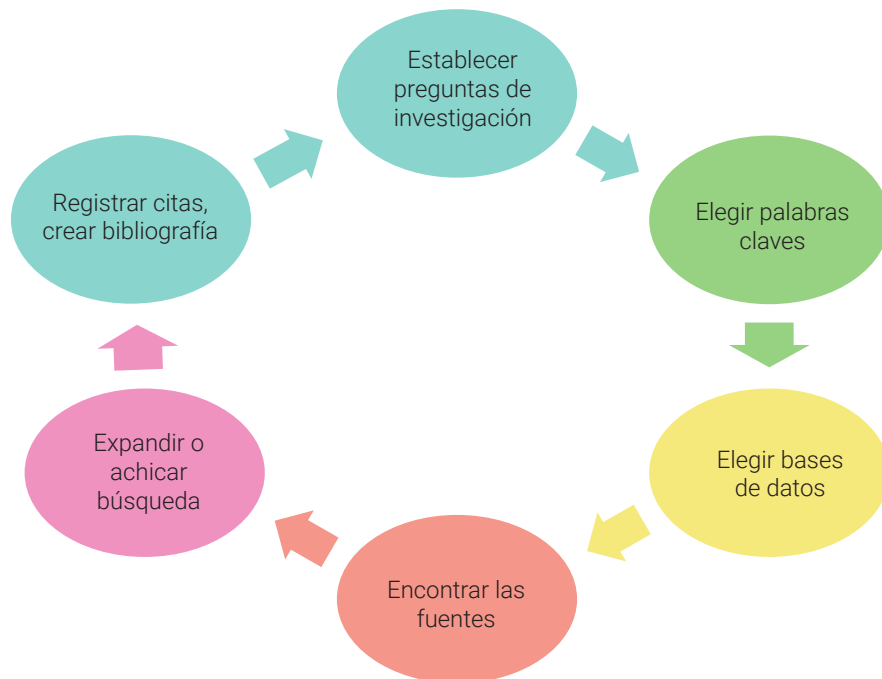 Establecer
preguntas de
investigación
Elegir palabras
claves
Elegir bases
de datos
Encontrar las
fuentes
Expandir o
achicar
búsqueda
Registrar citas,
crear bibliografía